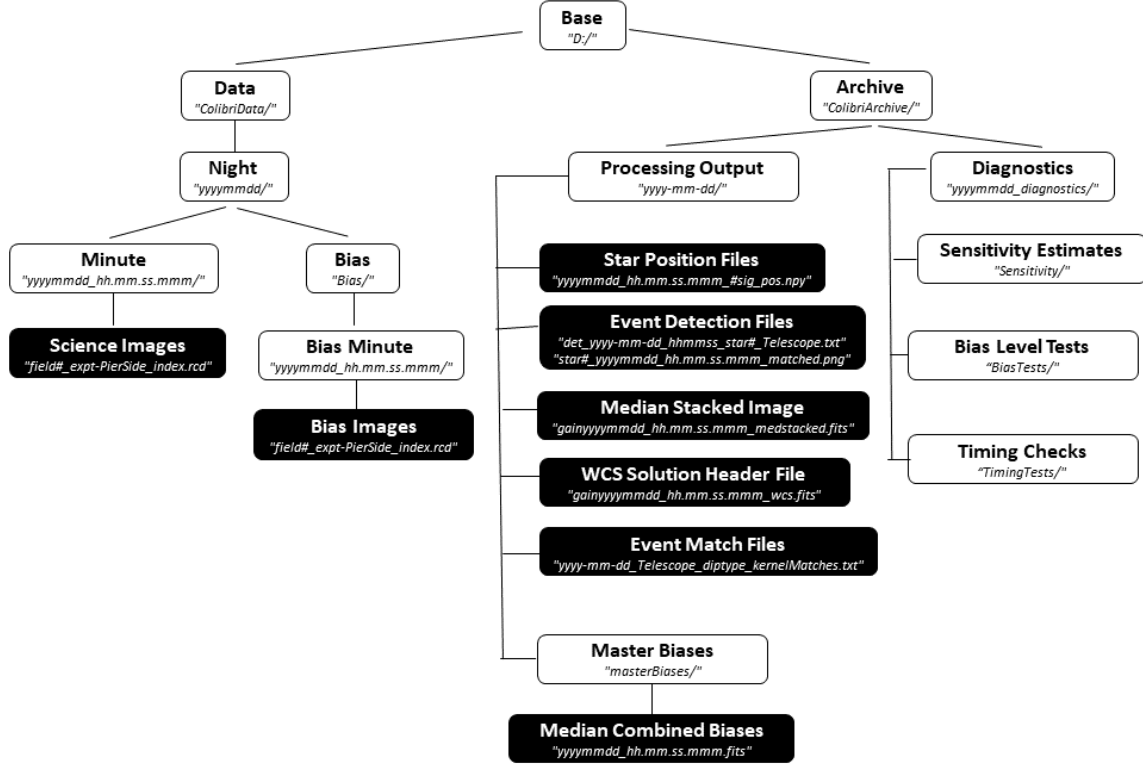 Base
"D:/"
Data
"ColibriData/"
Archive
"ColibriArchive/"
Night
"yyyymmdd/"
Processing Output
"yyyy-mm-dd/"
Diagnostics
"yyyymmdd_diagnostics/"
Minute
"yyyymmdd_hh.mm.ss.mmm/"
Bias
"Bias/"
Star Position Files
"yyyymmdd_hh.mm.ss.mmm_#sig_pos.npy"
Sensitivity Estimates
"Sensitivity/"
Science Images
"field#_expt-PierSide_index.rcd"
Bias Minute
"yyyymmdd_hh.mm.ss.mmm/"
Event Detection Files
"det_yyyy-mm-dd_hhmmss_star#_Telescope.txt"
"star#_yyyymmdd_hh.mm.ss.mmm_matched.png"
Bias Level Tests
“BiasTests/"
Bias Images
"field#_expt-PierSide_index.rcd"
Median Stacked Image
"gainyyyymmdd_hh.mm.ss.mmm_medstacked.fits"
Timing Checks
“TimingTests/"
WCS Solution Header File
"gainyyyymmdd_hh.mm.ss.mmm_wcs.fits"
Event Match Files
"yyyy-mm-dd_Telescope_diptype_kernelMatches.txt"
Master Biases
"masterBiases/"
Median Combined Biases
"yyyymmdd_hh.mm.ss.mmm.fits"